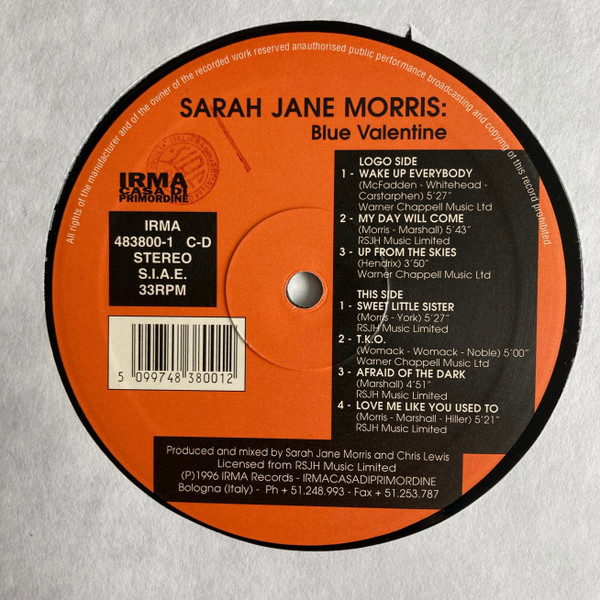 All rights of the manufacturer and of the owner of the recorded work reserved anauthorised public performance broadcasting and copying of this record prohibited.
SARAH JANE MORRIS:
Blue Valentine
IRMA
CASA DI
PRIMORDINE
IRMA
483800-1 C-D
STEREO
S.I.A.E.
33RPM
5 099748 380012
LOGO SIDE
1 - WAKE UP EVERYBODY
(McFadden - Whitehead -
Carstarphen) 5'27"
Warner Chappell Music Ltd
2 - MY DAY WILL COME
(Morris - Marshall) 5'43"
RSJH Music Limited
3 - UP FROM THE SKIES
(Hendrix) 3'50"
Warner Chappell Music Ltd
THIS SIDE
1 - SWEET LITTLE SISTER
(Morris - York) 5'27"
RSJH Music Limited
2 - T.K.O.
(Womack - Womack - Noble) 5'00"
Warner Chappell Music Ltd
3 - AFRAID OF THE DARK
(Marshall) 4'51"
RSJH Music Limited
4 - LOVE ME LIKE YOU USED TO
(Morris - Marshall - Hiller) 5'21"
RSJH Music Limited
Produced and mixed by Sarah Jane Morris and Chris Lewis
Licensed from RSJH Music Limited
(P)1996 IRMA Records - IRMACASADIPRIMORDINE
Bologna (Italy) - Ph + 51.248.993 - Fax + 51.253.787